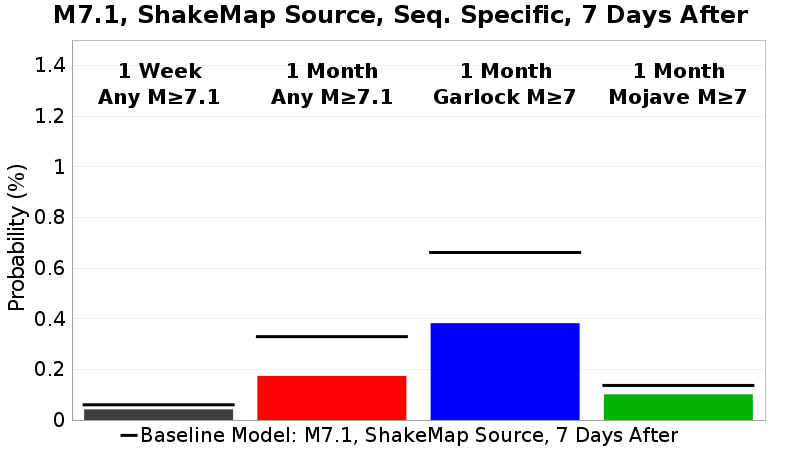 M7.1, ShakeMap Source, Seq. Specific, 7 Days After
1 Week
Any M≥7.1
1 Month
Any M≥7.1
1 Month
Garlock M≥7
1 Month
Mojave M≥7
Probability (%)
1.4
1.2
1
0.8
0.6
0.4
0.2
0
Baseline Model: M7.1, ShakeMap Source, 7 Days After